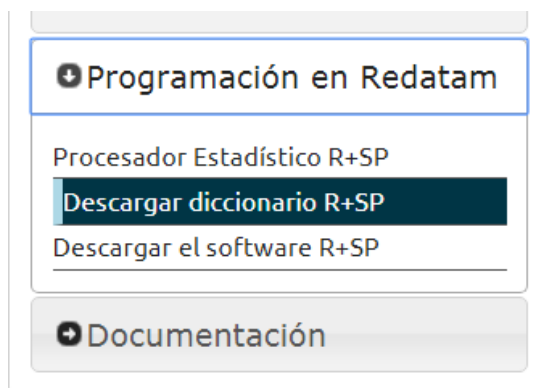 Programación en Redatam
Procesador Estadístico R+SP
Descargar diccionario R+SP
Descargar el software R+SP
Documentación